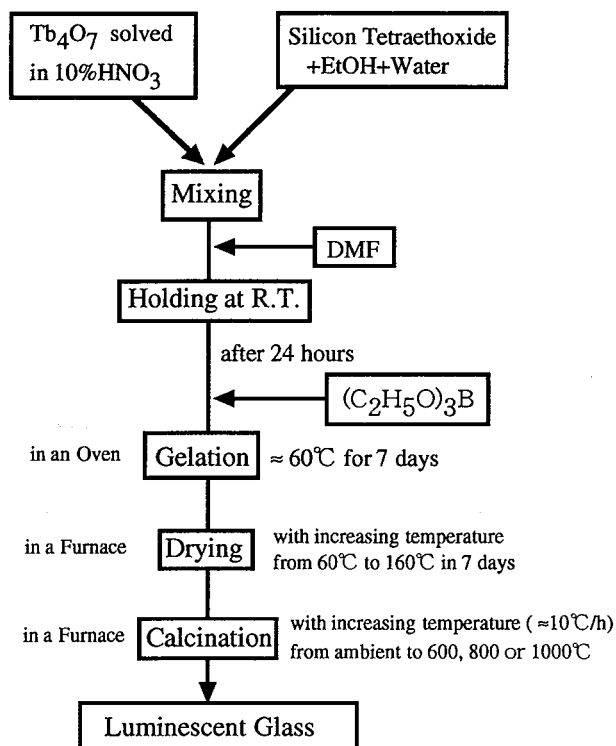 Tb4O7 solved
in 10%HNO3
Silicon Tetraethoxide
+EtOH+Water
Mixing
DMF
Holding at R.T.
after 24 hours
(C2H5O)3B
in an Oven
Gelation
≈ 60℃ for 7 days
in a Furnace
Drying
with increasing temperature
from 60℃ to 160℃ in 7 days
in a Furnace
Calcination
with increasing temperature ( ≈10℃/h)
from ambient to 600, 800 or 1000℃
Luminescent Glass